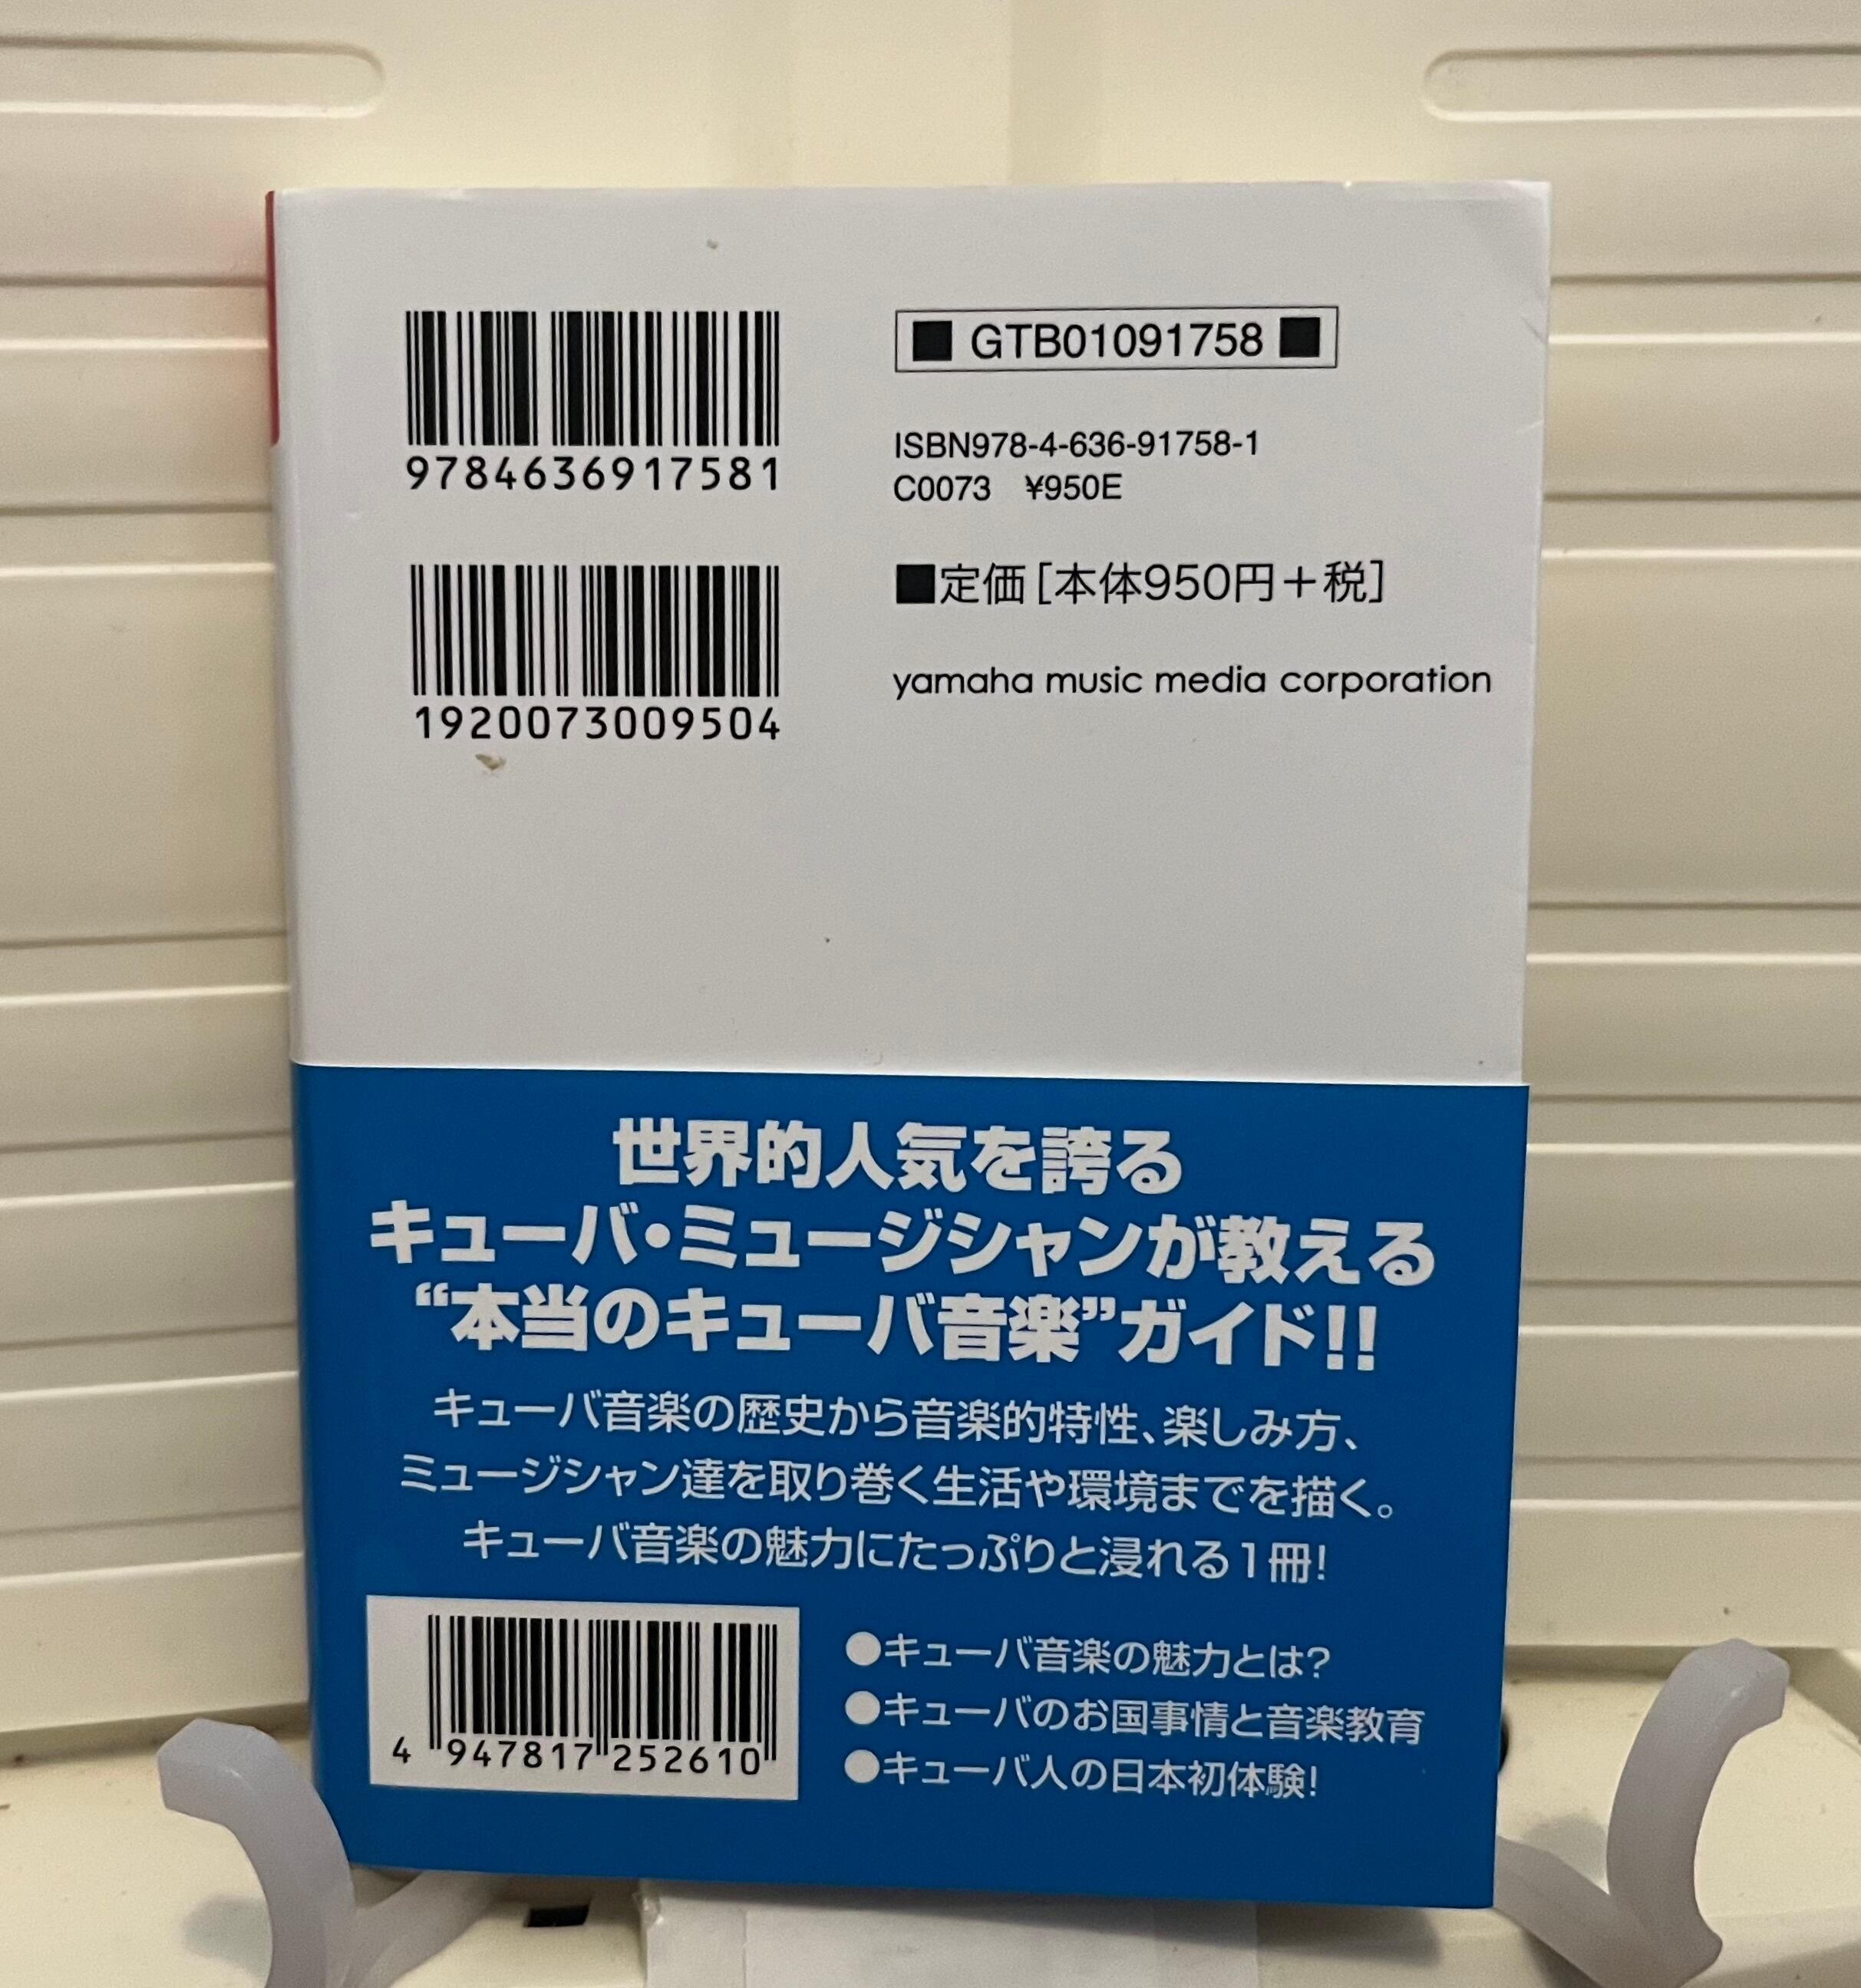 9784636917581
1920073009504
■ GTB01091758 ■
ISBN978-4-636-91758-1
C0073 ¥950E
■定価[本体950円＋税]
yamaha music media corporation
世界的人気を誇る
キューバ・ミュージシャンが教える
“本当のキューバ音楽”ガイド!!
キューバ音楽の歴史から音楽的特性、楽しみ方、
ミュージシャン達を取り巻く生活や環境までを描く。
キューバ音楽の魅力にたっぷりと浸れる1冊!
4 947817 252610
●キューバ音楽の魅力とは?
●キューバのお国事情と音楽教育
●キューバ人の日本初体験!